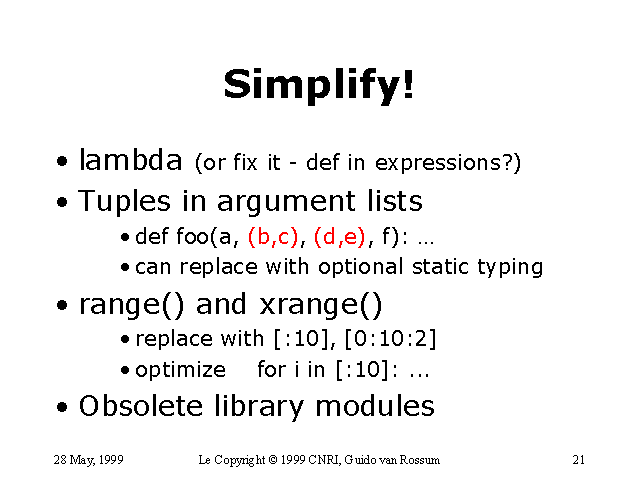 Simplify!
• lambda (or fix it - def in expressions?)
• Tuples in argument lists
• def foo(a, (b,c), (d,e), f): …
• can replace with optional static typing
• range() and xrange()
• replace with [:10], [0:10:2]
• optimize for i in [:10]: ...
• Obsolete library modules
28 May, 1999 Le Copyright © 1999 CNRI, Guido van Rossum 21